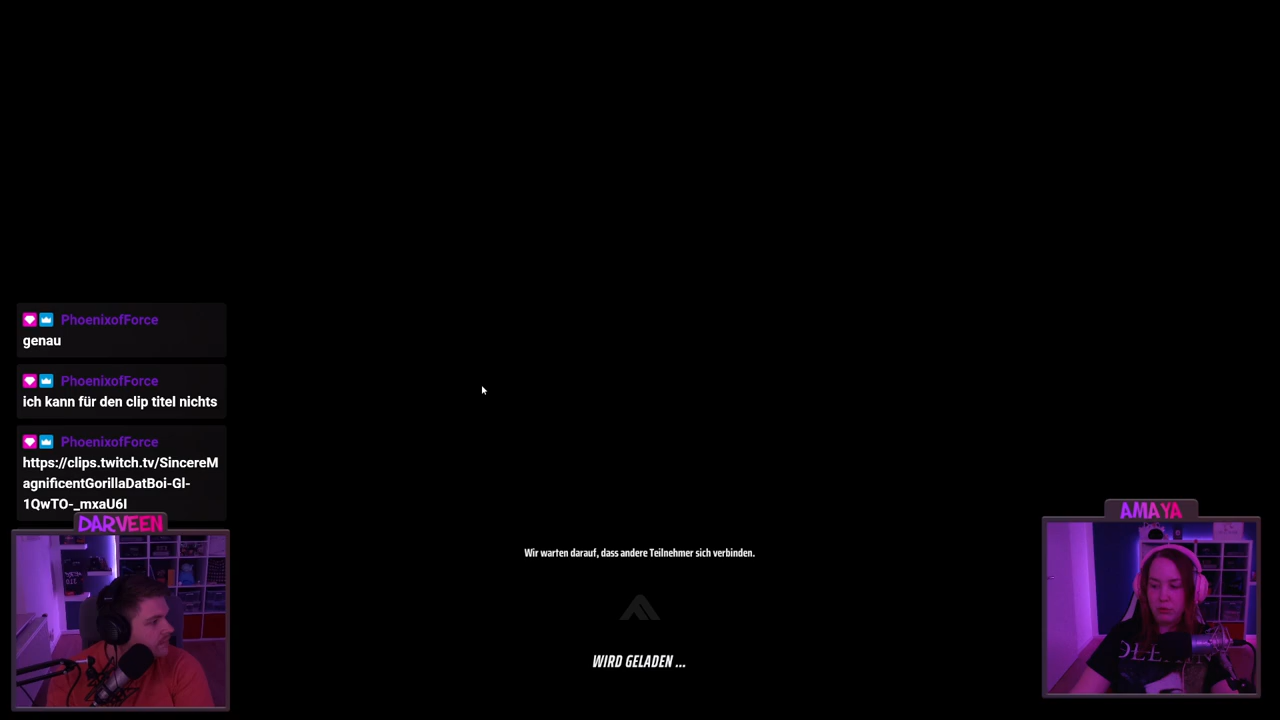 PhoenixofForce
genau
PhoenixofForce
ich kann für den clip titel nichts
PhoenixofForce
https://clips.twitch.tv/SincereM
agnificentGorillaDatBoi-Gl-
1QwTO-_mxaU6I
DARVEEN
AMAYA
Wir warten darauf, dass andere Teilnehmer sich verbinden.
WIRD GELADEN ...